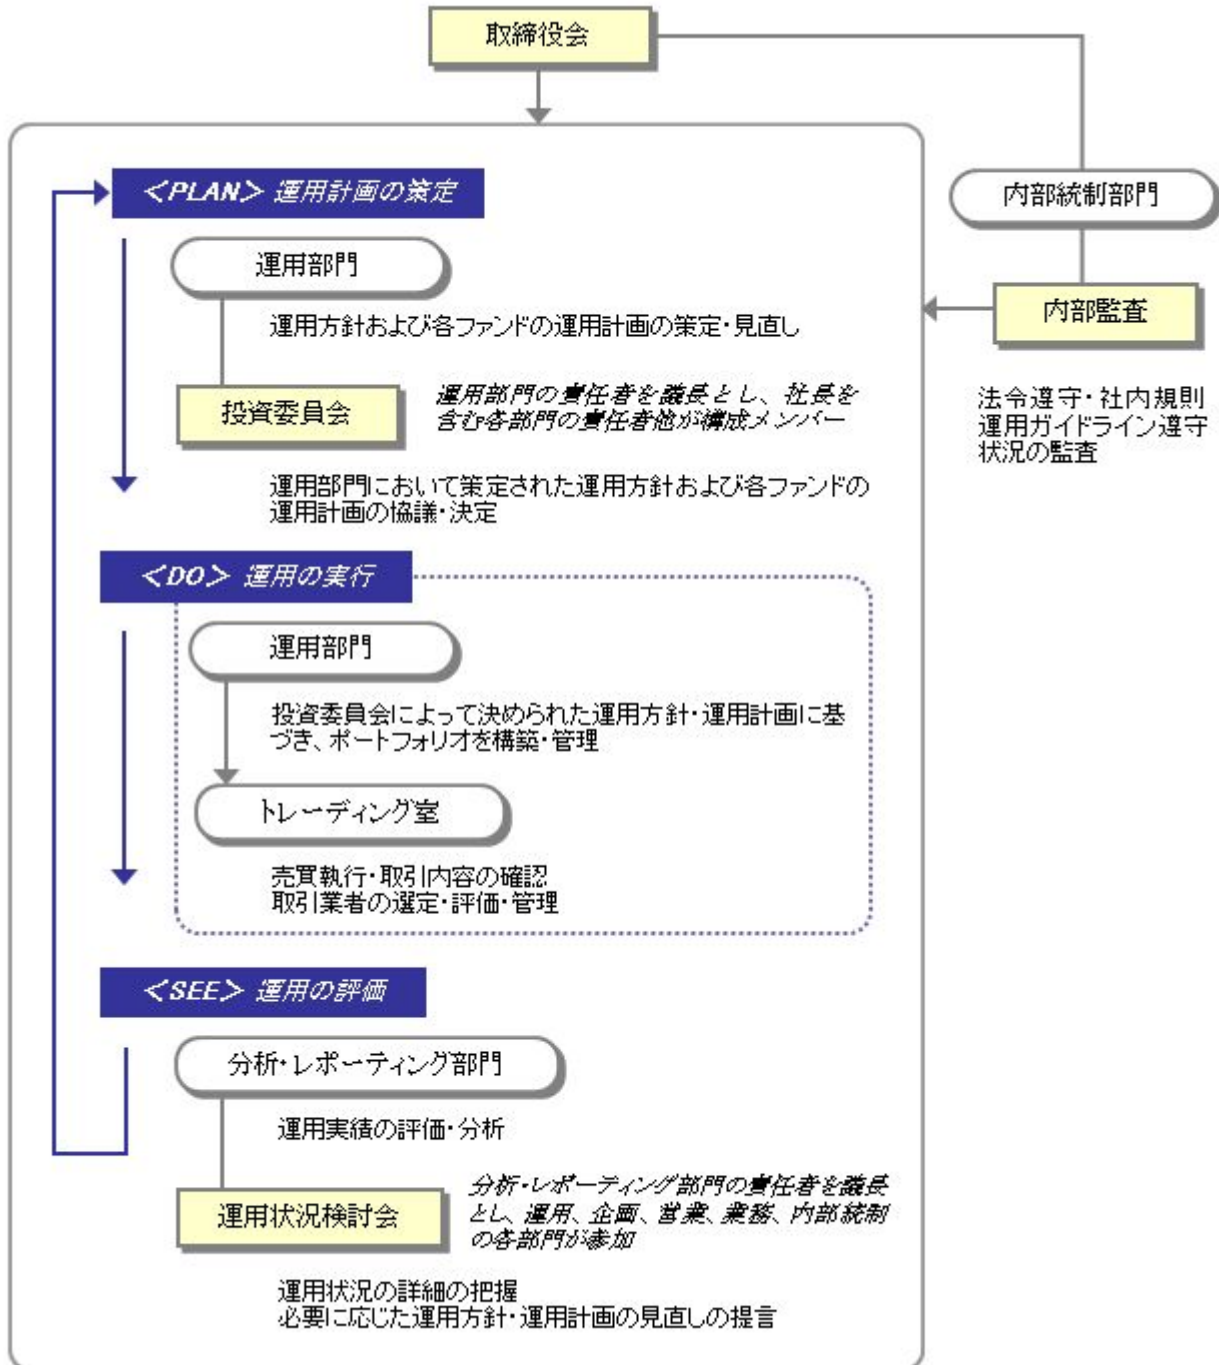 取締役会
<PLAN> 運用計画の策定
内部統制部門
運用部門
内部監査
運用方針および各ファンドの運用計画の策定・見直し
投資委員会
運用部門の責任者を議長とし、社長を
含む各部門の責任者他が構成メンバー
法令遵守・社内規則
運用ガイドライン遵守
状況の監査
運用部門において策定された運用方針および各ファンドの
運用計画の協議・決定
<DO> 運用の実行
運用部門
投資委員会によって決められた運用方針・運用計画に基
づき、ポートフォリオを構築・管理
トレーディング室
売買執行・取引内容の確認
取引業者の選定・評価・管理
<SEE> 運用の評価
分析・レポーティング部門
運用実績の評価・分析
運用状況検討会
分析・レポーティング部門の責任者を議長
とし、運用、企画、営業、業務、内部統制
の各部門が参加
運用状況の詳細の把握
必要に応じた運用方針・運用計画の見直しの提言